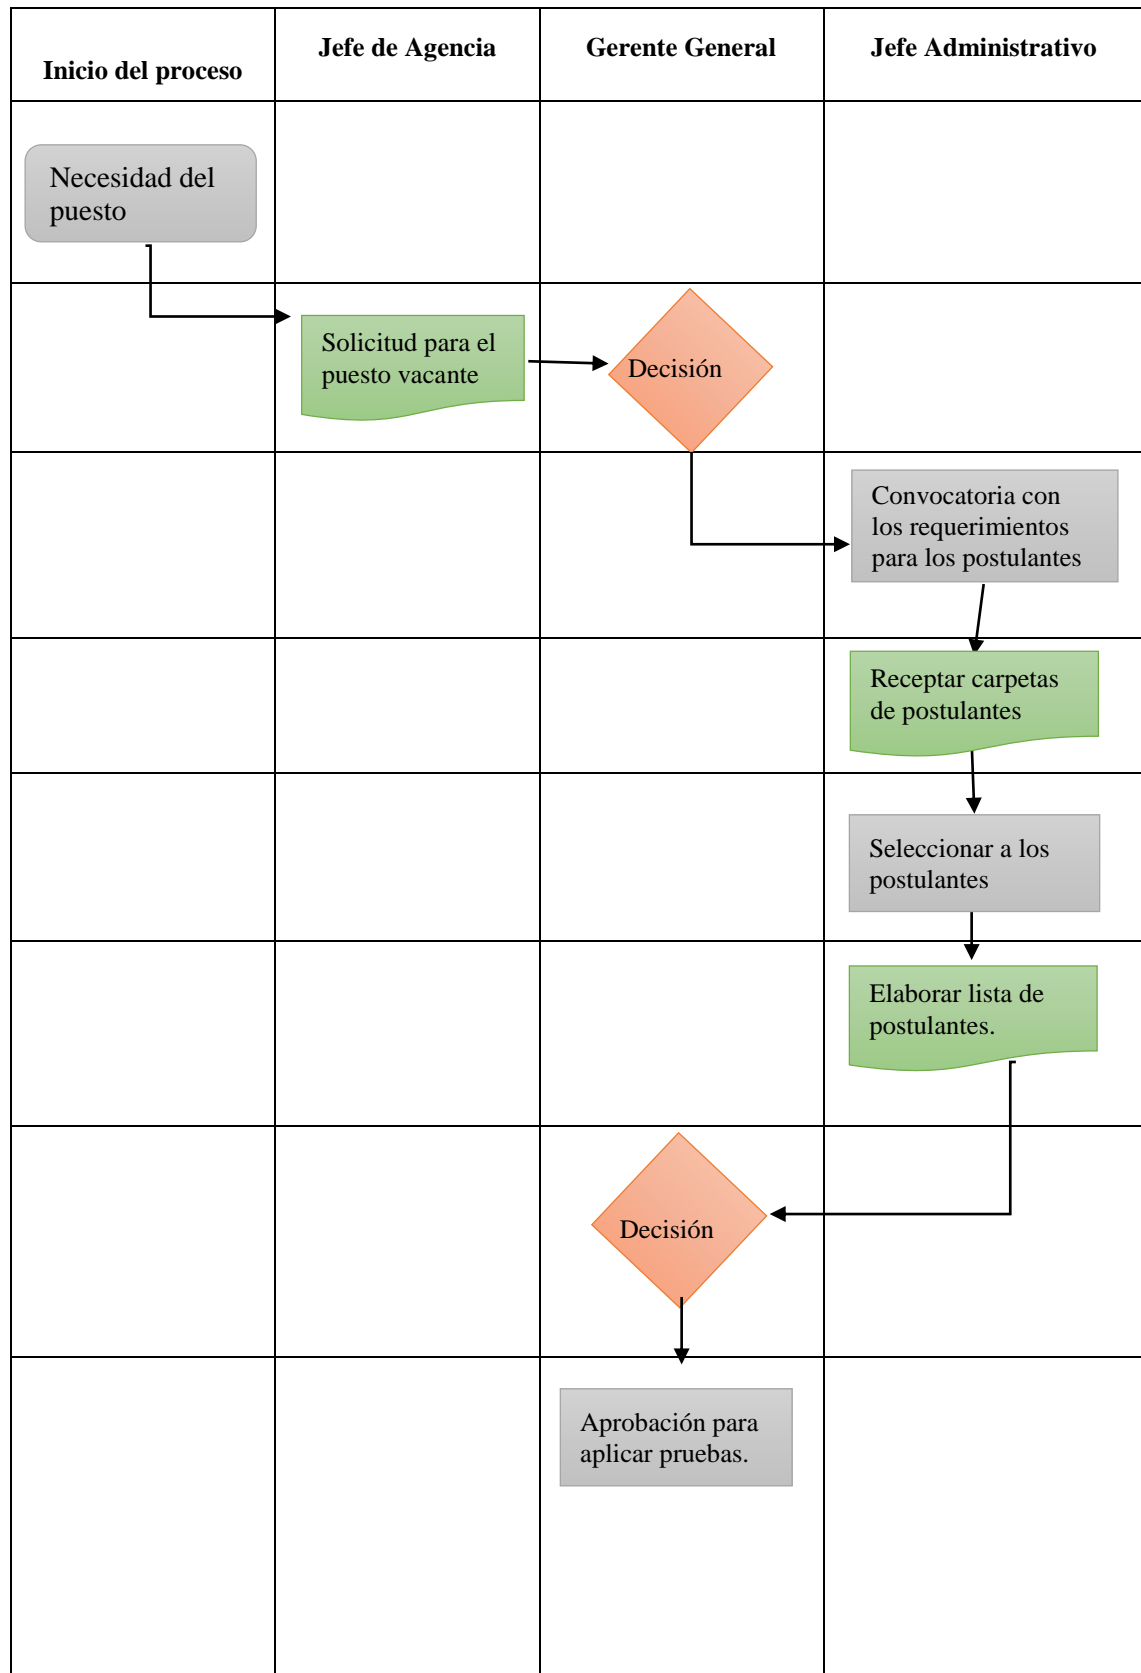 Inicio del proceso
Jefe de Agencia
Gerente General
Jefe Administrativo
Necesidad del
puesto
Solicitud para el
puesto vacante
Decisión
Convocatoria con
los requerimientos
para los postulantes
Receptar carpetas
de postulantes
Seleccionar a los
postulantes
Elaborar lista de
postulantes.
Decisión
Aprobación para
aplicar pruebas.